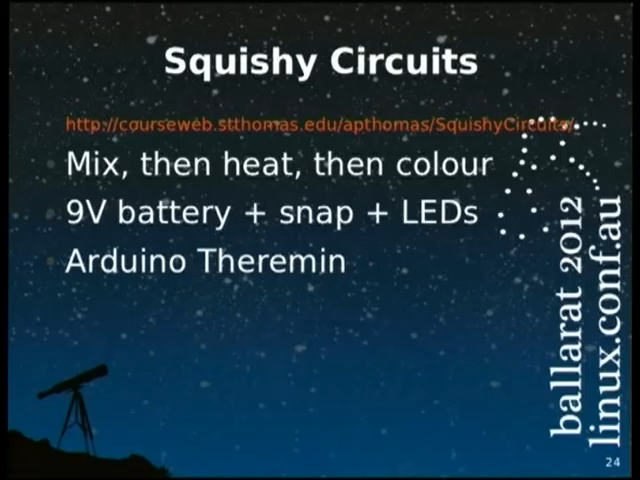 Squishy Circuits
http://courseweb.stthomas.edu/apthomas/SquishyCircuits/
Mix, then heat, then colour
9V battery + snap + LEDs
Arduino Theremin
ballarat 2012
linux.conf.au
24